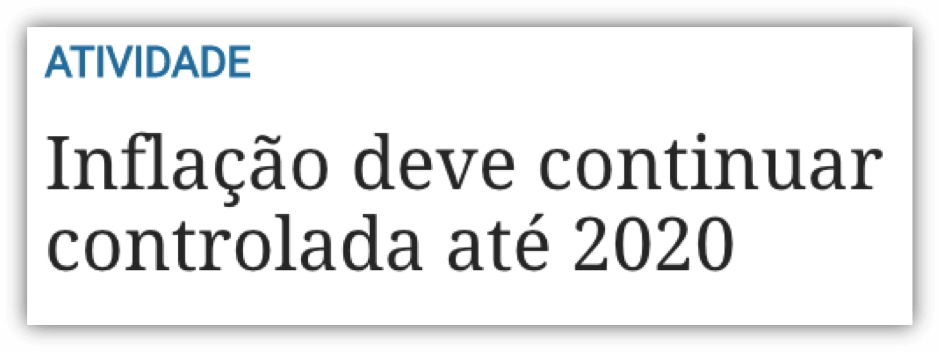 ATIVIDADE
Inflação deve continuar
controlada até 2020